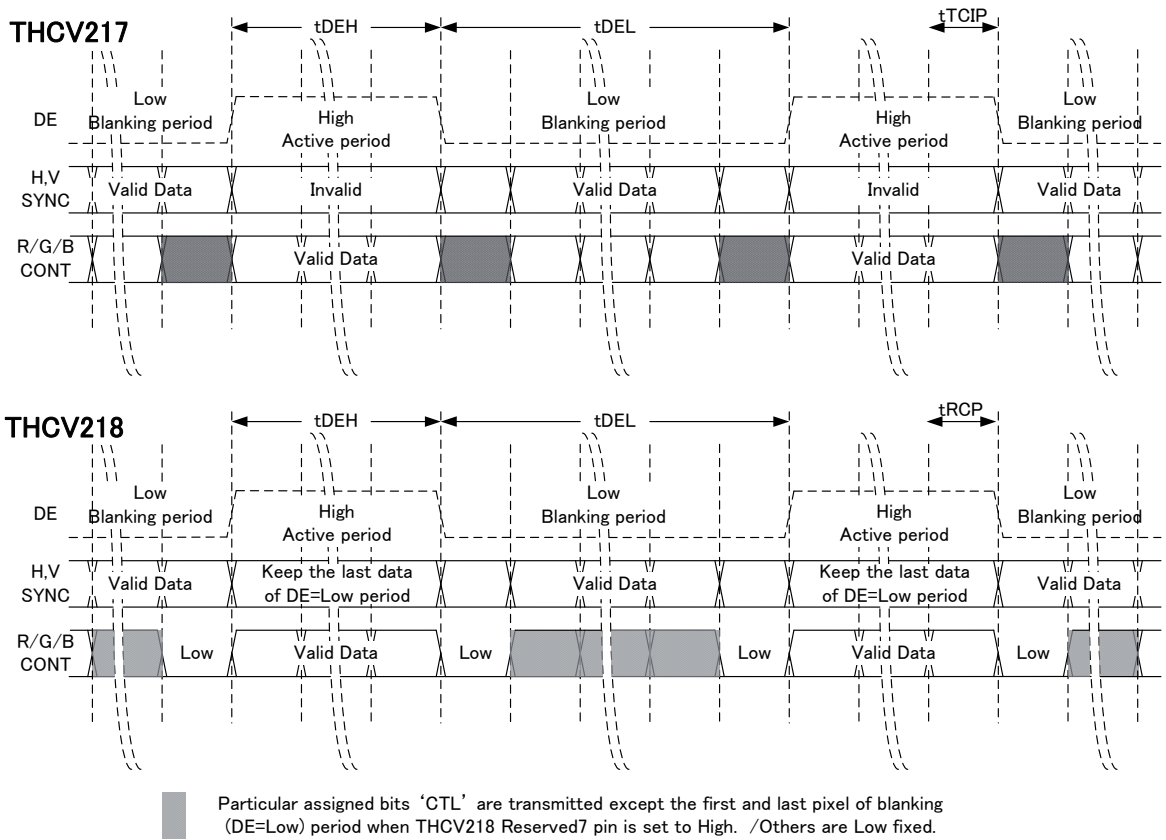 THCV217
tDEH
tDEL
tTCIP
DE
Low
Blanking period
High
Active period
Low
Blanking period
High
Active period
Low
Blanking period
H,V
SYNC
Valid Data
Invalid
Valid Data
Invalid
Valid Data
R/G/B
CONT
Valid Data
Valid Data
THCV218
tDEH
tDEL
tRCP
DE
Low
Blanking period
High
Active period
Low
Blanking period
High
Active period
Low
Blanking period
H,V
SYNC
Valid Data
Keep the last data
of DE=Low period
Valid Data
Keep the last data
of DE=Low period
Valid Data
R/G/B
CONT
Low
Valid Data
Low
Low
Valid Data
Low
Particular assigned bits ‘CTL’ are transmitted except the first and last pixel of blanking
(DE=Low) period when THCV218 Reserved7 pin is set to High. /Others are Low fixed.